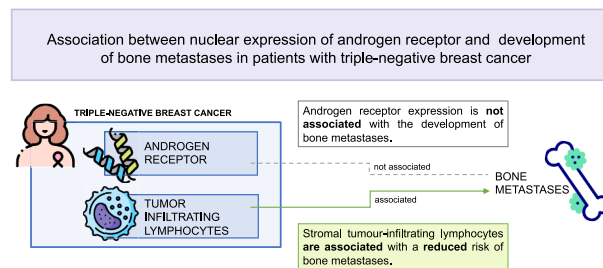 Association between nuclear expression of androgen receptor and development
of bone metastases in patients with triple-negative breast cancer
TRIPLE-NEGATIVE BREAST CANCER
ANDROGEN
RECEPTOR
TUMOR
INFILTRATING
LYMPHOCYTES
Androgen receptor expression is not
associated with the development of
bone metastases.
not associated
associated
BONE
METASTASES
Stromal tumour-infiltrating lymphocytes
are associated with a reduced risk of
bone metastases.